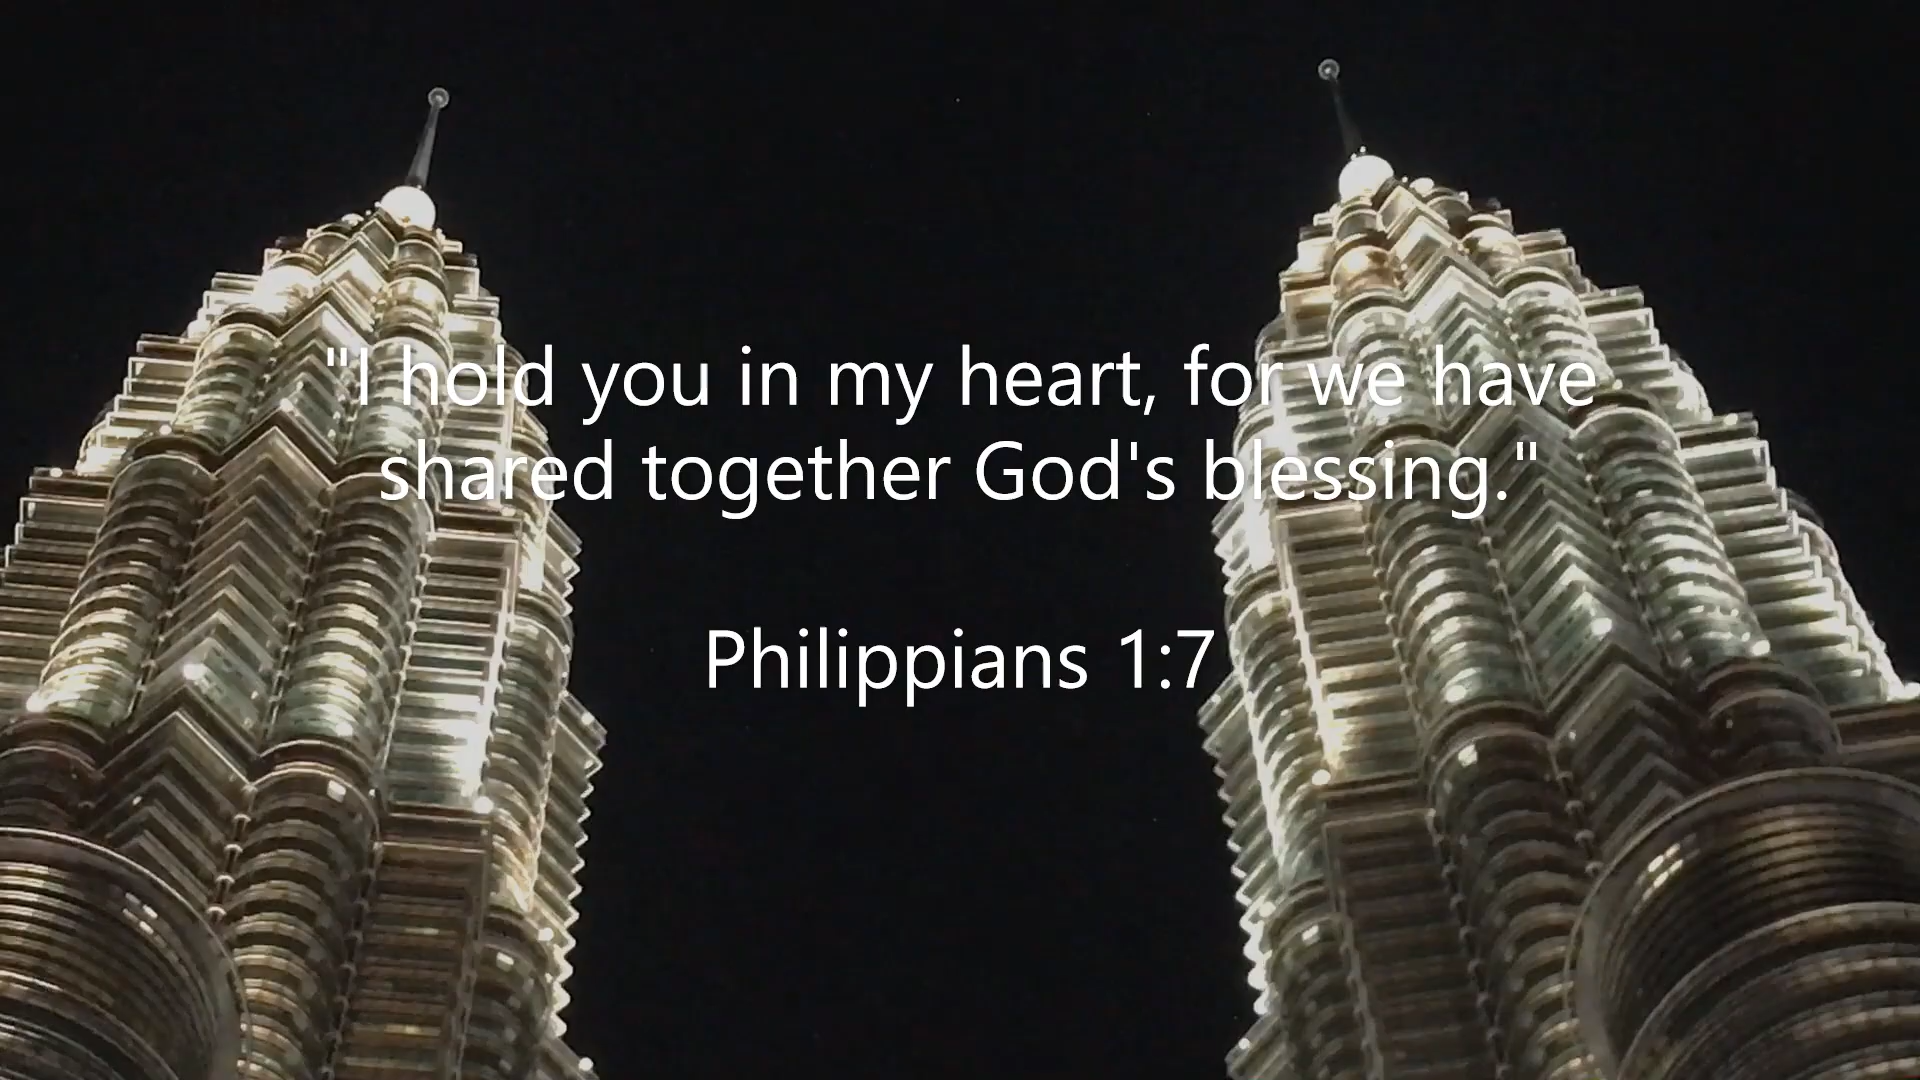 "I hold you in my heart, for we have
shared together God's blessing."
Philippians 1:7